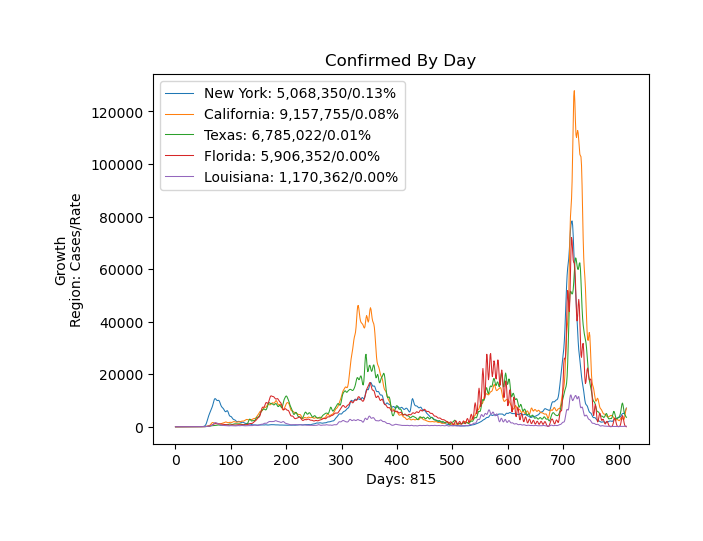 Confirmed By Day
New York: 5,068,350/0.13%
California: 9,157,755/0.08%
Texas: 6,785,022/0.01%
Florida: 5,906,352/0.00%
Louisiana: 1,170,362/0.00%
120000
100000
80000
60000
40000
20000
0
Growth
Region: Cases/Rate
0 100 200 300 400 500 600 700 800
Days: 815